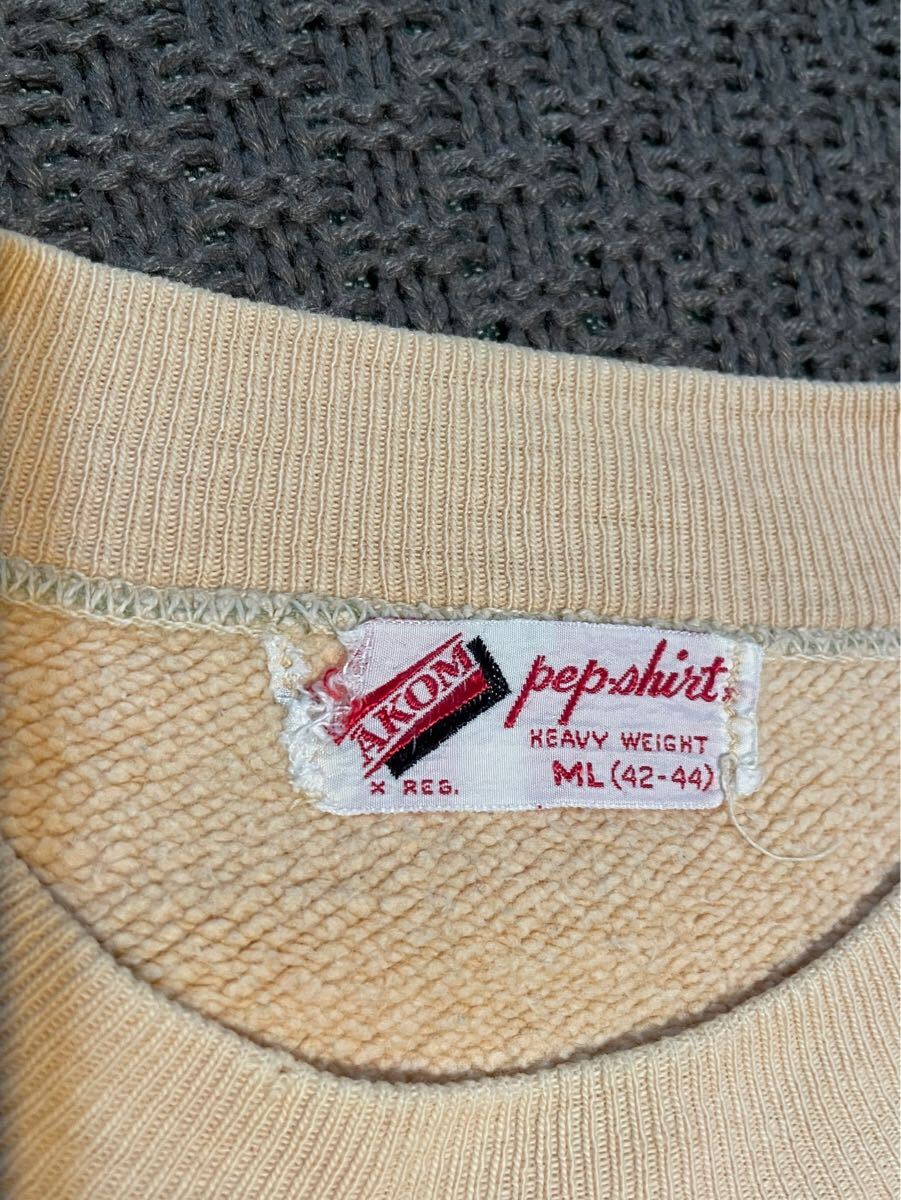 AKOM
pep-shirt
HEAVY WEIGHT
X REG.
ML (42-44)